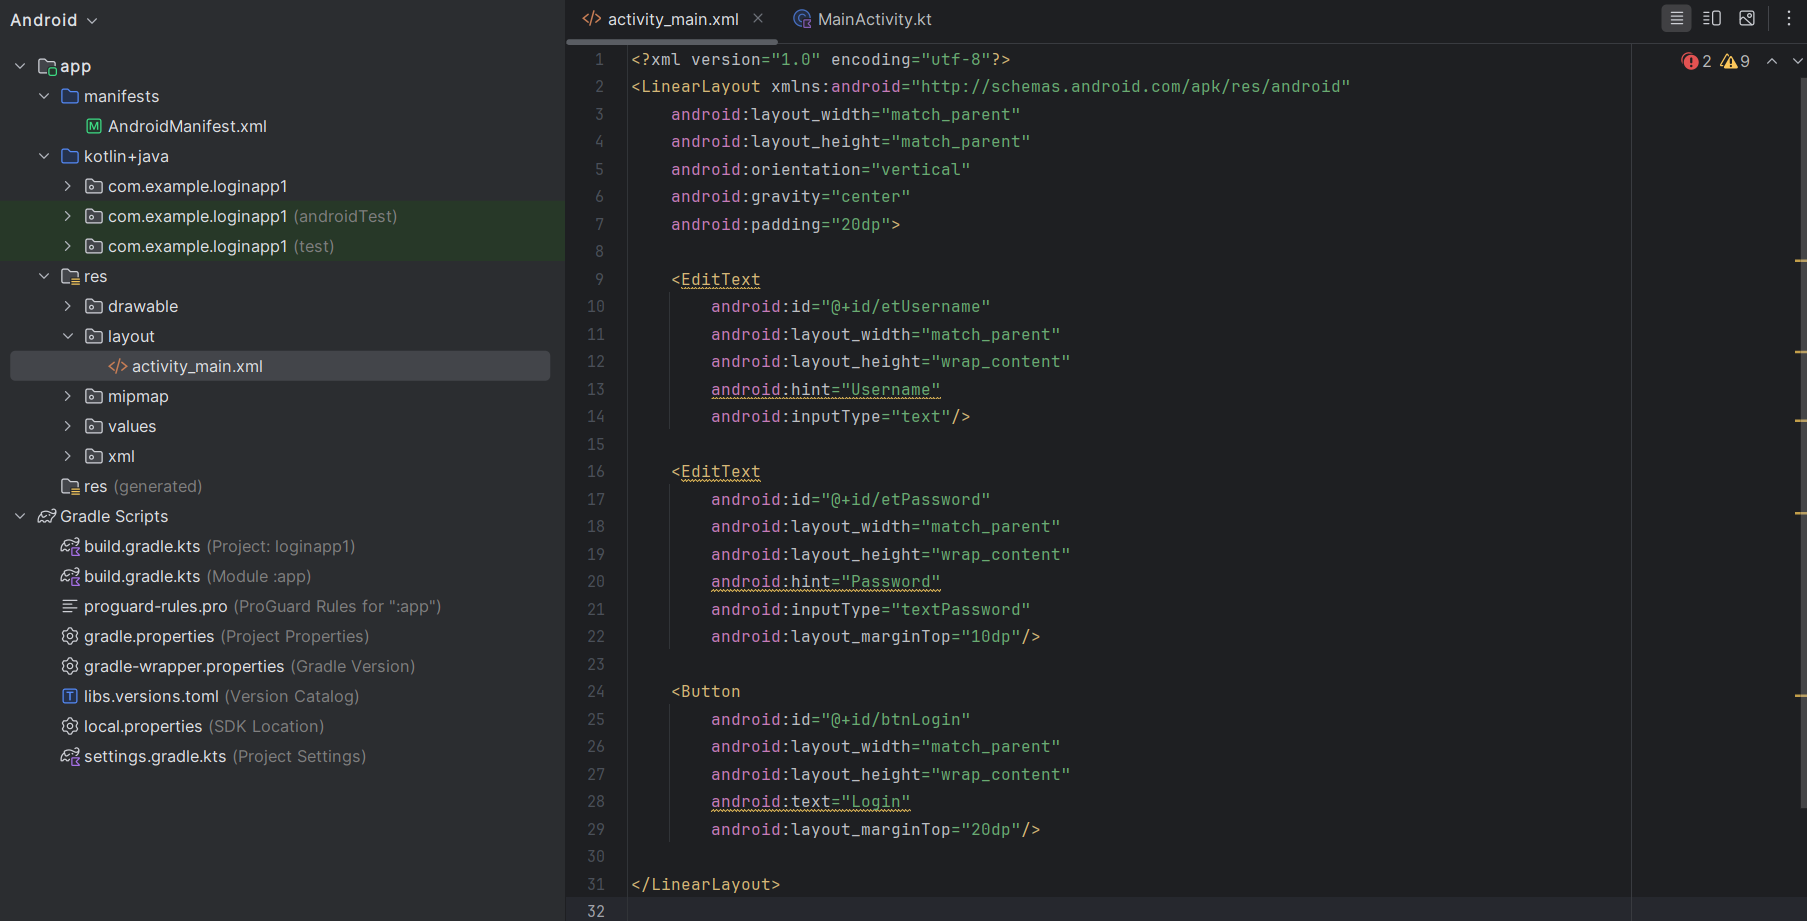 Android
app
manifests
AndroidManifest.xml
kotlin+java
com.example.loginapp1
com.example.loginapp1 (androidTest)
com.example.loginapp1 (test)
res
drawable
layout
activity_main.xml
mipmap
values
xml
res (generated)
Gradle Scripts
build.gradle.kts (Project: loginapp1)
build.gradle.kts (Module :app)
proguard-rules.pro (ProGuard Rules for ":app")
gradle.properties (Project Properties)
gradle-wrapper.properties (Gradle Version)
libs.versions.toml (Version Catalog)
local.properties (SDK Location)
settings.gradle.kts (Project Settings)
activity_main.xml MainActivity.kt
2 9
1 <?xml version="1.0" encoding="utf-8"?>
2 <LinearLayout xmlns:android="http://schemas.android.com/apk/res/android"
3     android:layout_width="match_parent"
4     android:layout_height="match_parent"
5     android:orientation="vertical"
6     android:gravity="center"
7     android:padding="20dp">
8
9     <EditText
10         android:id="@+id/etUsername"
11         android:layout_width="match_parent"
12         android:layout_height="wrap_content"
13         android:hint="Username"
14         android:inputType="text"/>
15
16     <EditText
17         android:id="@+id/etPassword"
18         android:layout_width="match_parent"
19         android:layout_height="wrap_content"
20         android:hint="Password"
21         android:inputType="textPassword"
22         android:layout_marginTop="10dp"/>
23
24     <Button
25         android:id="@+id/btnLogin"
26         android:layout_width="match_parent"
27         android:layout_height="wrap_content"
28         android:text="Login"
29         android:layout_marginTop="20dp"/>
30
31 </LinearLayout>
32